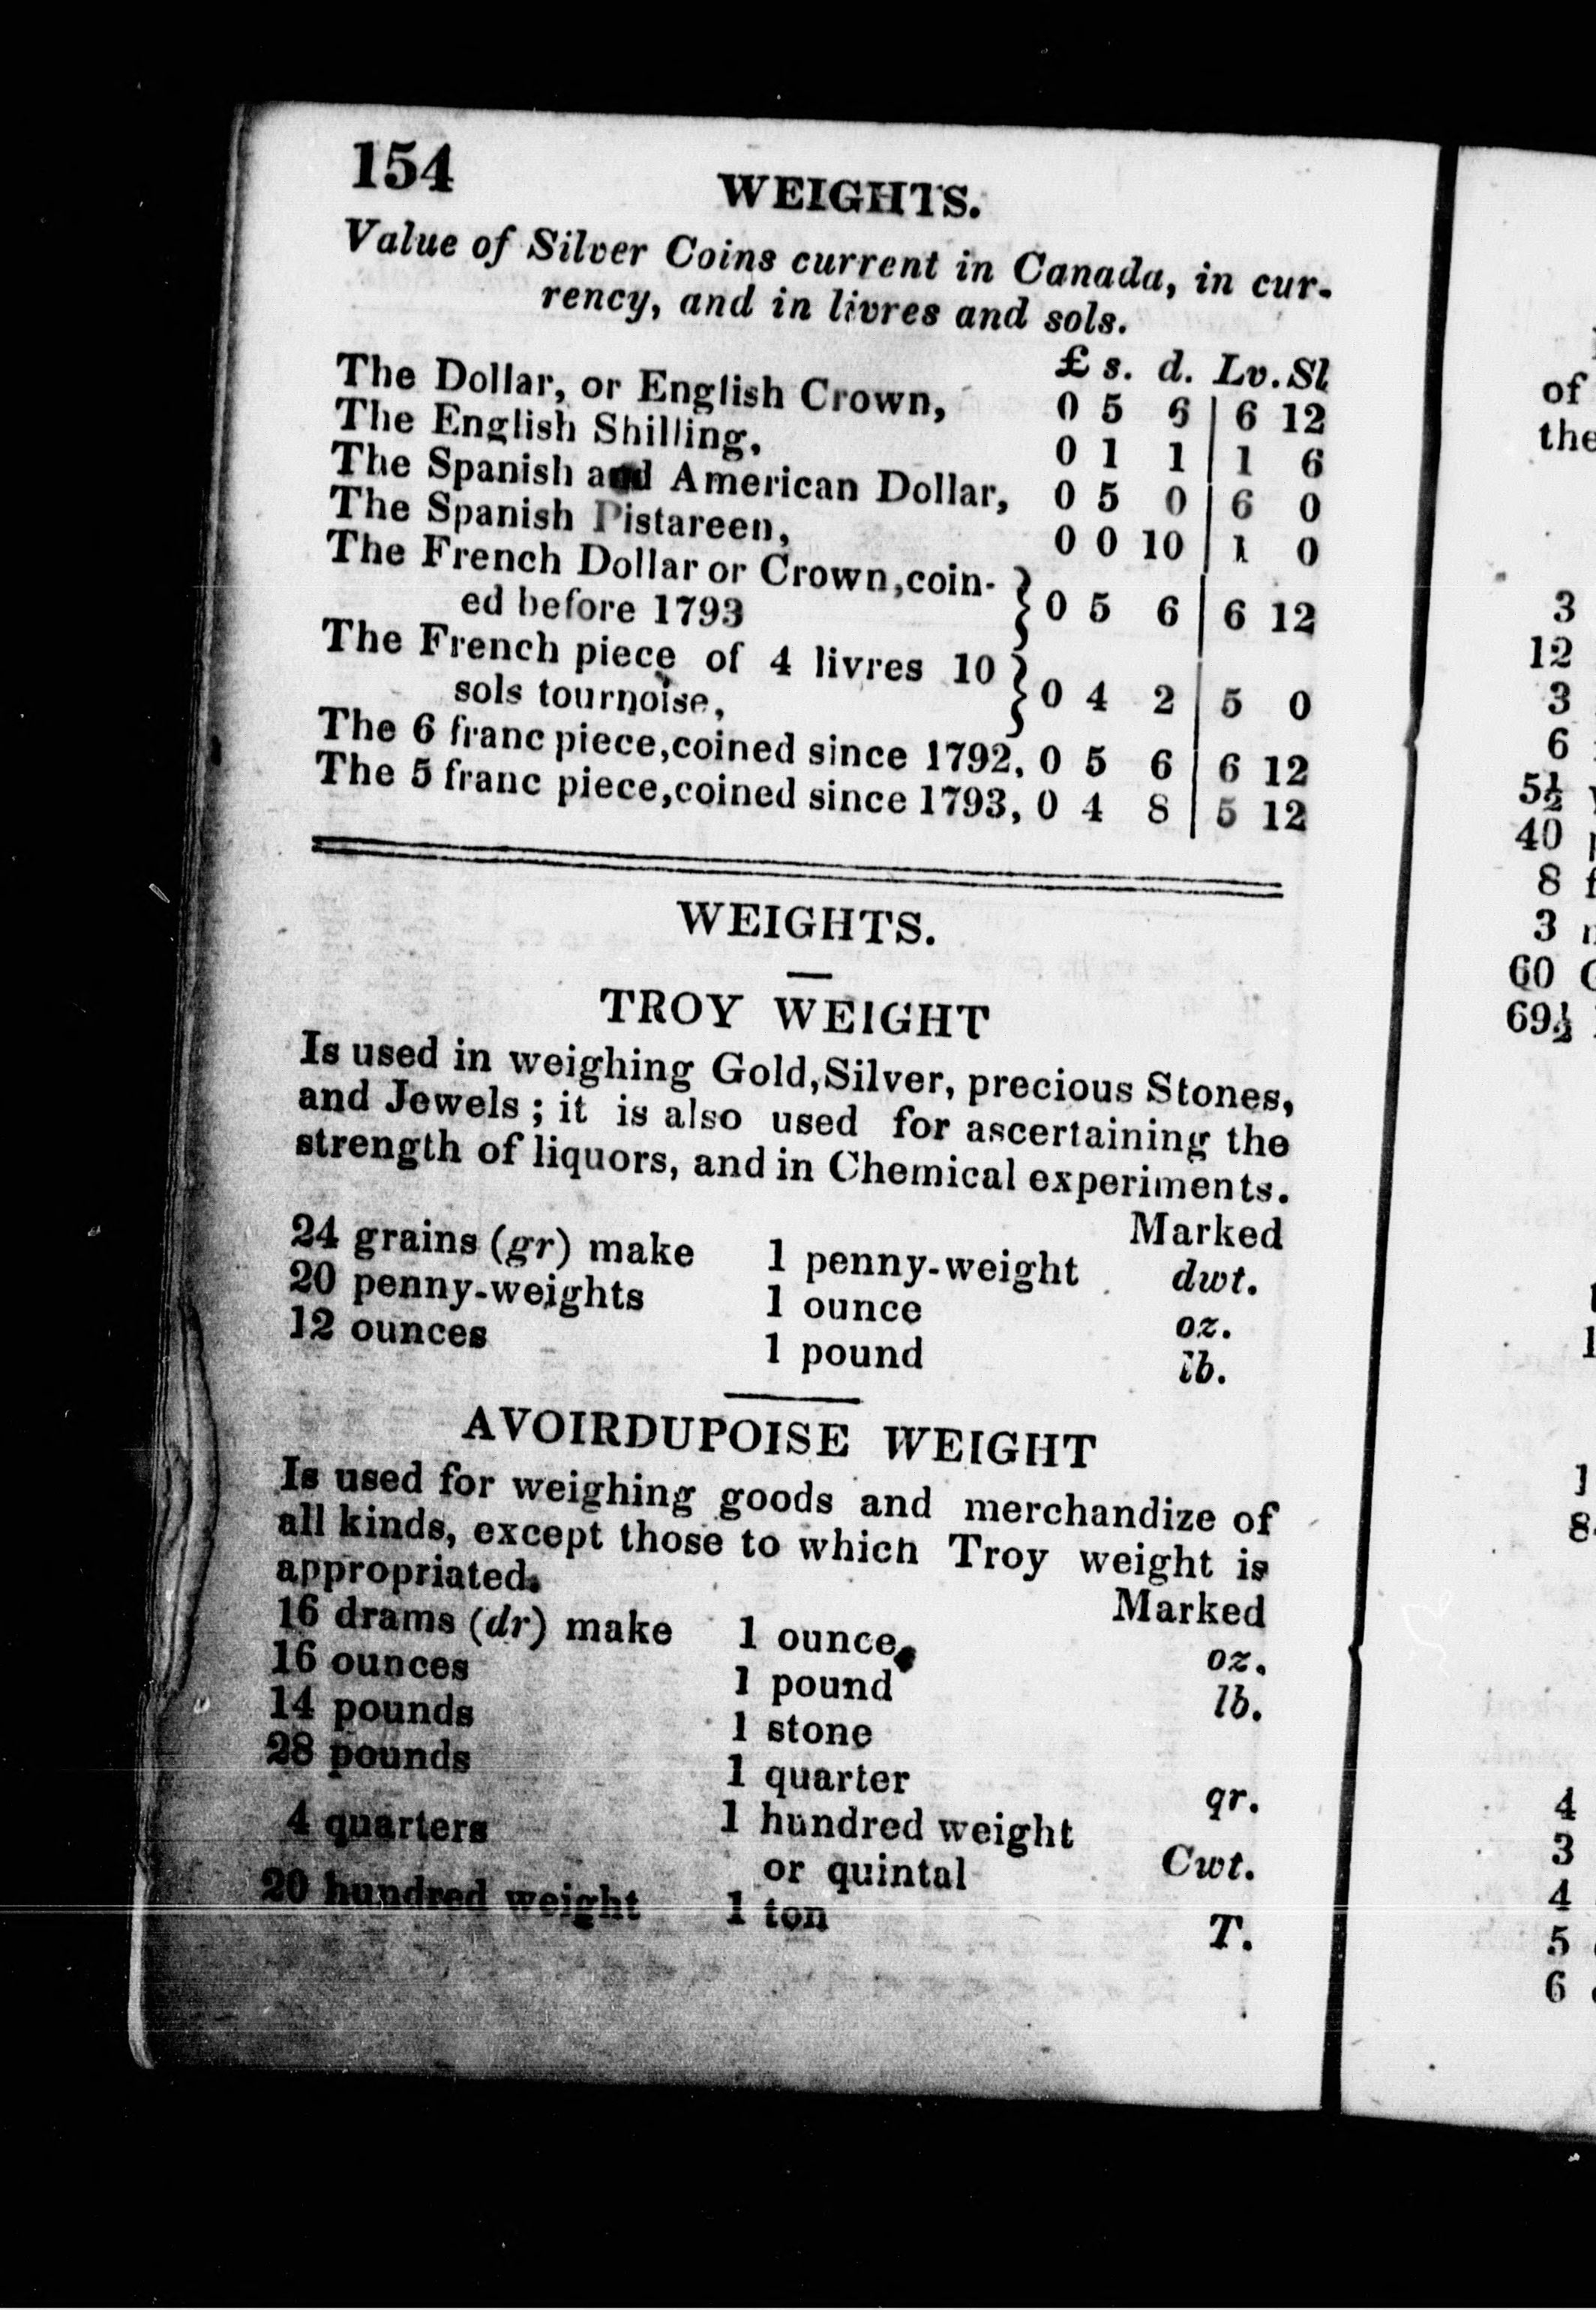 154
WEIGHTS.
Value of Silver Coins current in Canada, in cur-
rency, and in livres and sols.
£ s. d. Lv. Sl
The Dollar, or English Crown, 0 5 6 | 6 12
The English Shilling, 0 1 1 | 1 6
The Spanish and American Dollar, 0 5 0 | 6 0
The Spanish Pistareen, 0 0 10 | 1 0
The French Dollar or Crown, coin-
ed before 1793 } 0 5 6 | 6 12
The French piece of 4 livres 10
sols tournoise, } 0 4 2 | 5 0
The 6 franc piece, coined since 1792, 0 5 6 | 6 12
The 5 franc piece, coined since 1793, 0 4 8 | 5 12
WEIGHTS.
TROY WEIGHT
Is used in weighing Gold, Silver, precious Stones,
and Jewels ; it is also used for ascertaining the
strength of liquors, and in Chemical experiments.
Marked
24 grains (gr) make 1 penny-weight dwt.
20 penny-weights 1 ounce oz.
12 ounces 1 pound lb.
AVOIRDUPOISE WEIGHT
Is used for weighing goods and merchandize of
all kinds, except those to which Troy weight is
appropriated.
Marked
16 drams (dr) make 1 ounce oz.
16 ounces 1 pound lb.
14 pounds 1 stone
28 pounds 1 quarter qr.
4 quarters 1 hundred weight
or quintal Cwt.
20 hundred weight 1 ton T.
of
the
3
12
3
6
5½
40
8
3
60
69½
4
3
4
5
6